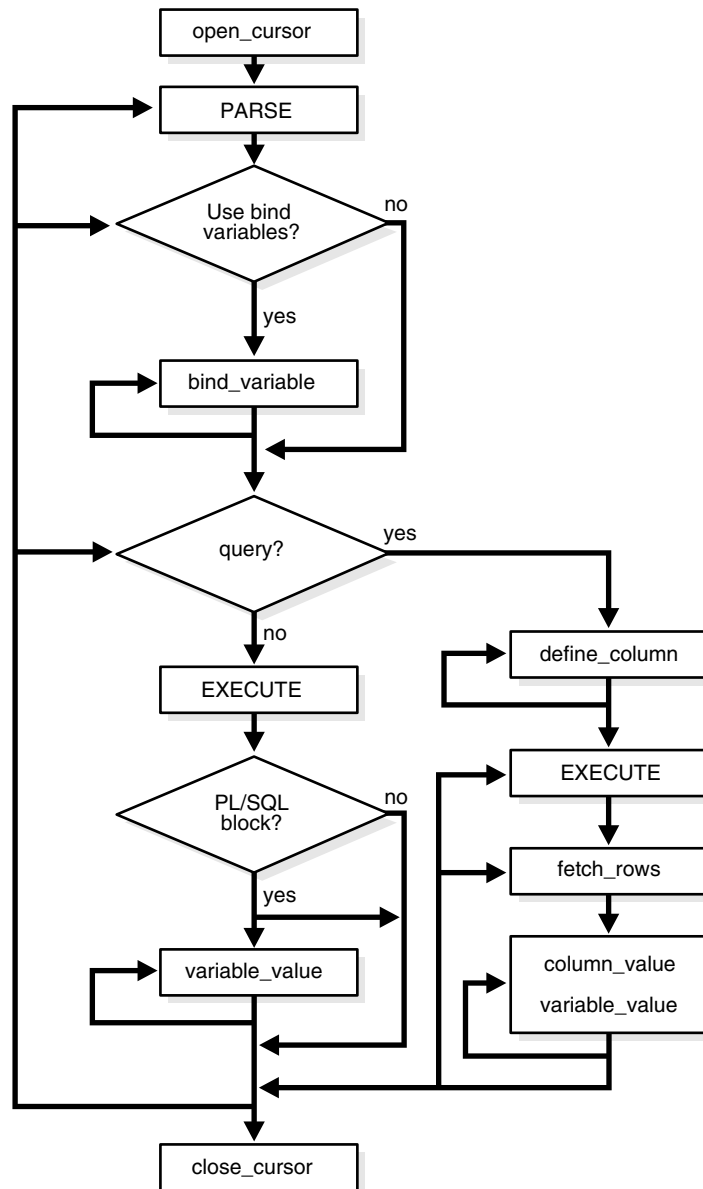 open_cursor
PARSE
Use bind
variables?
no
yes
bind_variable
query?
yes
no
define_column
EXECUTE
EXECUTE
PL/SQL
block?
no
yes
fetch_rows
variable_value
column_value
variable_value
close_cursor